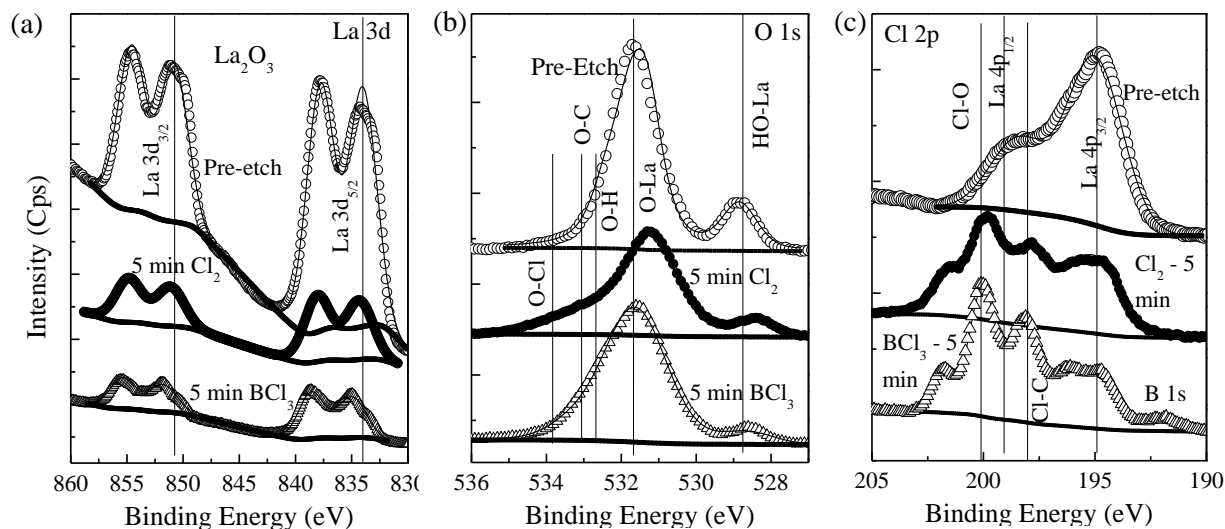 (a)
La 3d
La2O3
La 3d3/2
Pre-etch
La 3d5/2
5 min Cl2
5 min BCl3
Intensity (Cps)
860 855 850 845 840 835 830
Binding Energy (eV)
(b)
O 1s
Pre-Etch
O-C
HO-La
O-H
O-La
O-Cl
5 min Cl2
5 min BCl3
536 534 532 530 528
Binding Energy (eV)
(c)
Cl 2p
La 4p1/2
Cl-O
Pre-etch
La 4p3/2
Cl2 - 5
min
BCl3 - 5
min
Cl-C
B 1s
205 200 195 190
Binding Energy (eV)